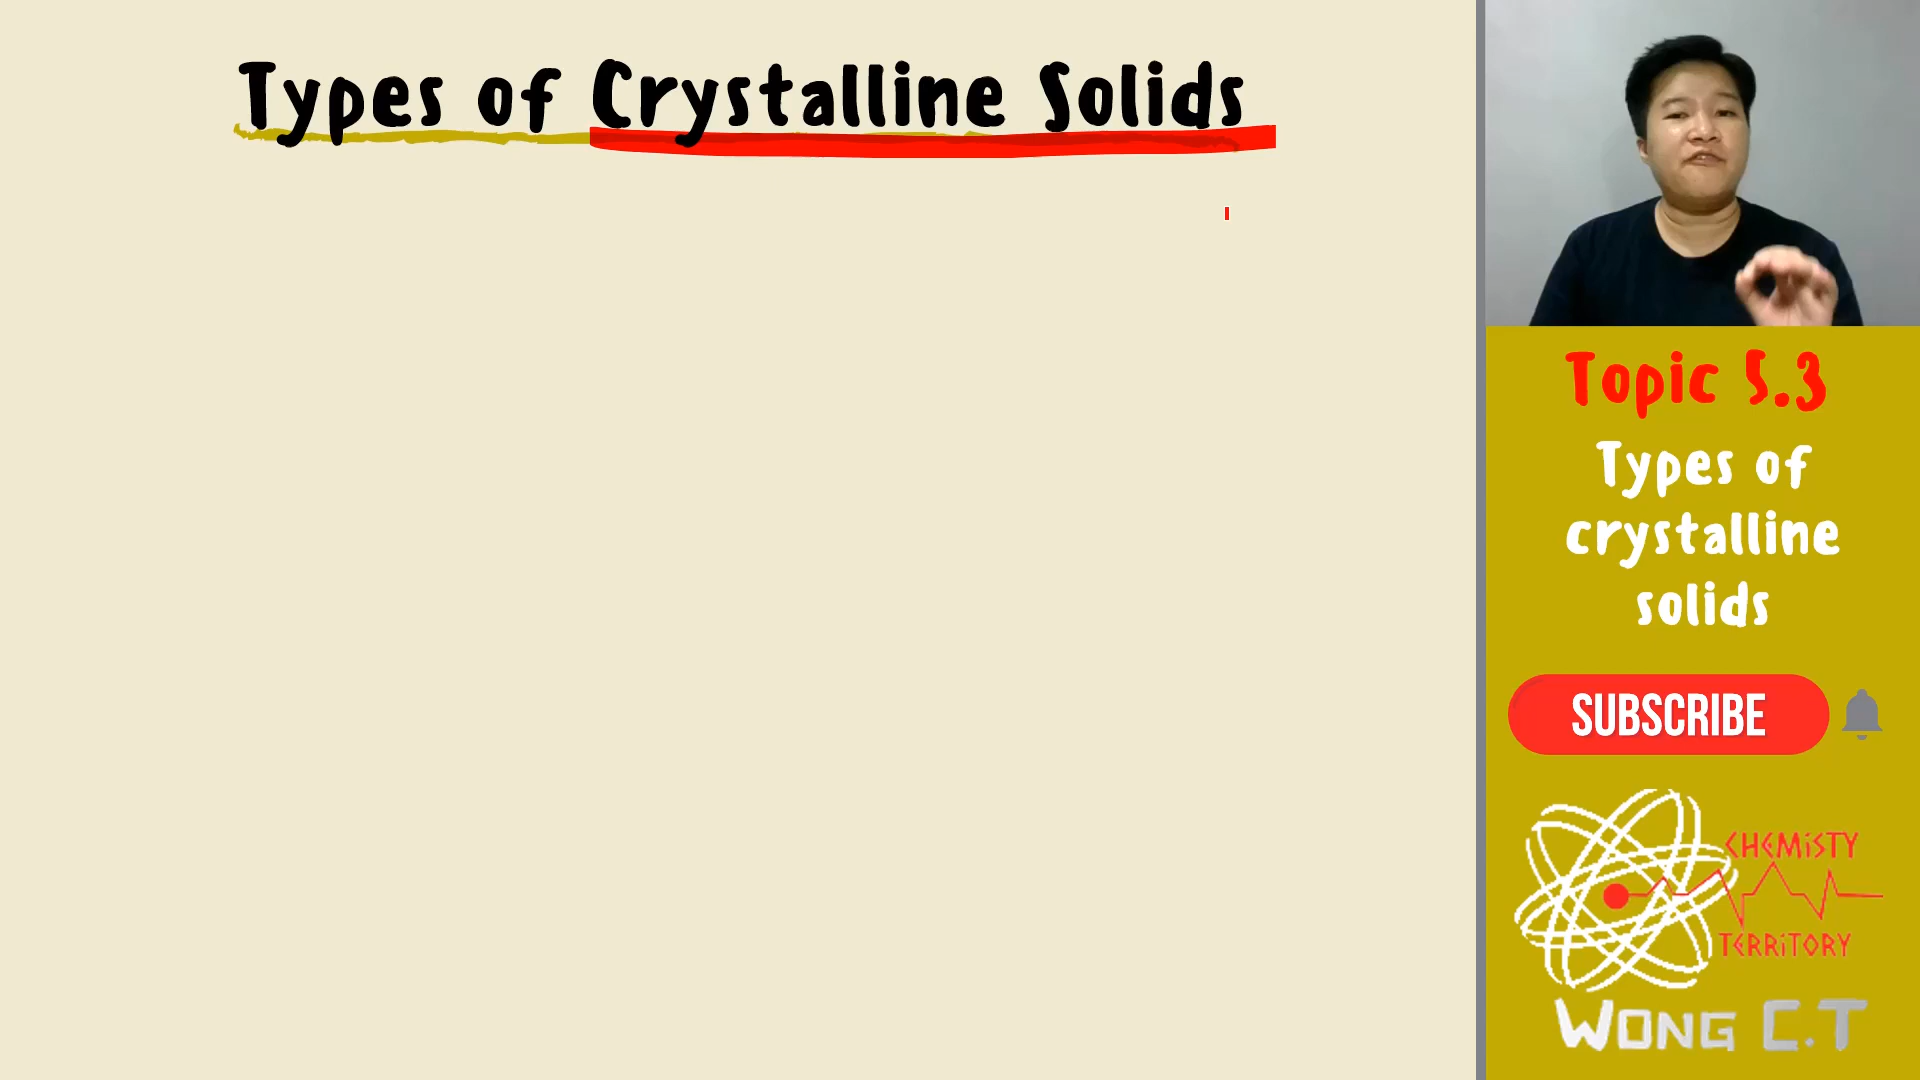 Types of Crystalline Solids
Topic 5.3
Types of
crystalline
solids
SUBSCRIBE
CHEMiSTY
TERRiTORY
WONG C.T